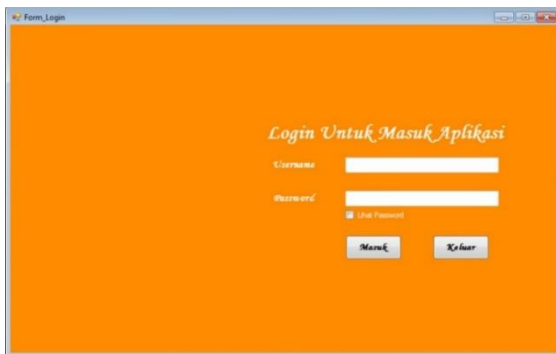 Form_Login
Login Untuk Masuk Aplikasi
Username
Password
Lihat Password
Masuk Keluar